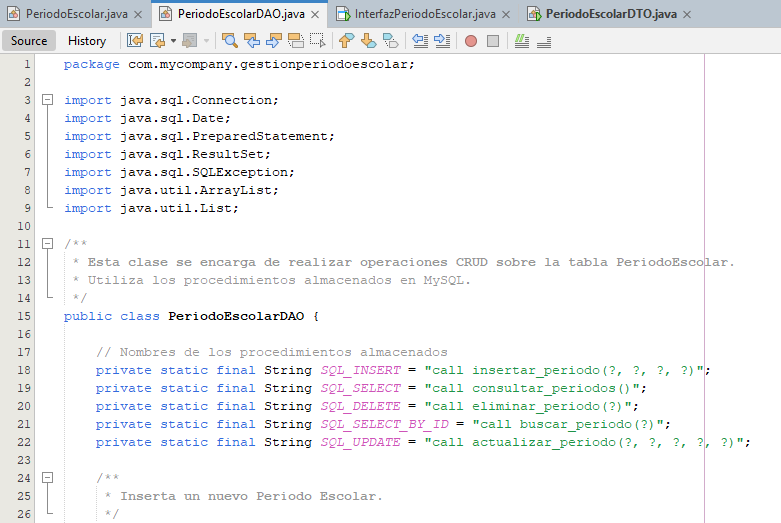 PeriodoEscolar.java PeriodoEscolarDAO.java InterfazPeriodoEscolar.java PeriodoEscolarDTO.java
Source History
1 package com.mycompany.gestionperiodoescolar;
2
3 import java.sql.Connection;
4 import java.sql.Date;
5 import java.sql.PreparedStatement;
6 import java.sql.ResultSet;
7 import java.sql.SQLException;
8 import java.util.ArrayList;
9 import java.util.List;
10
11 /**
12 * Esta clase se encarga de realizar operaciones CRUD sobre la tabla PeriodoEscolar.
13 * Utiliza los procedimientos almacenados en MySQL.
14 */
15 public class PeriodoEscolarDAO {
16
17 // Nombres de los procedimientos almacenados
18 private static final String SQL_INSERT = "call insertar_periodo(?, ?, ?, ?)";
19 private static final String SQL_SELECT = "call consultar_periodos()";
20 private static final String SQL_DELETE = "call eliminar_periodo(?)";
21 private static final String SQL_SELECT_BY_ID = "call buscar_periodo(?)";
22 private static final String SQL_UPDATE = "call actualizar_periodo(?, ?, ?, ?, ?)";
23
24 /**
25 * Inserta un nuevo Periodo Escolar.
26 */